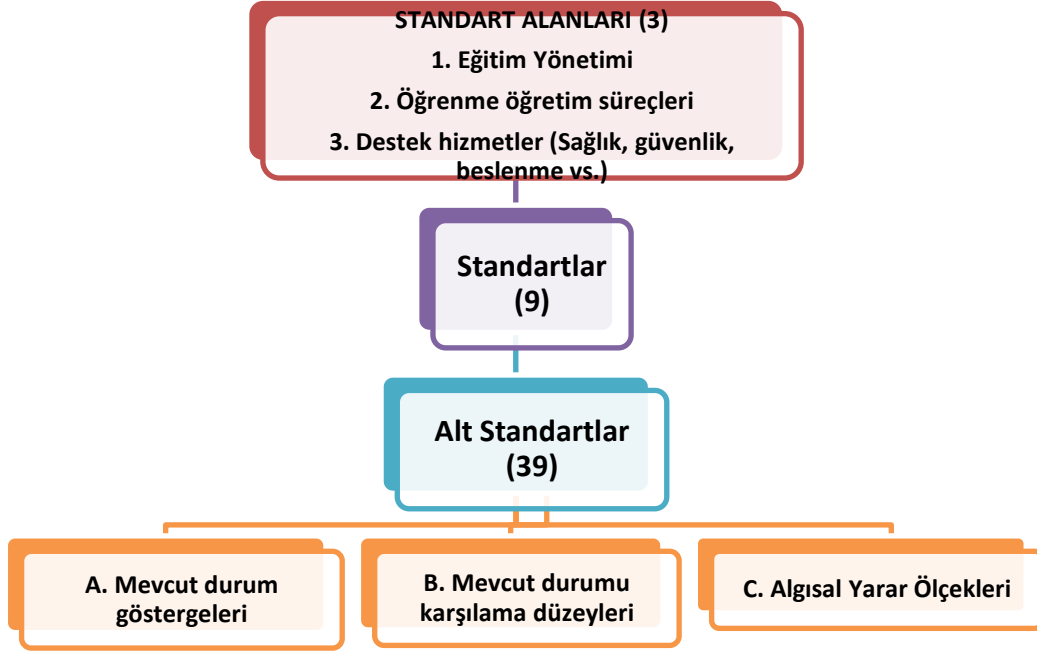 STANDART ALANLARI (3)
1. Eğitim Yönetimi
2. Öğrenme öğretim süreçleri
3. Destek hizmetler (Sağlık, güvenlik,
beslenme vs.)
Standartlar
(9)
Alt Standartlar
(39)
A. Mevcut durum
göstergeleri
B. Mevcut durumu
karşılama düzeyleri
C. Algısal Yarar Ölçekleri